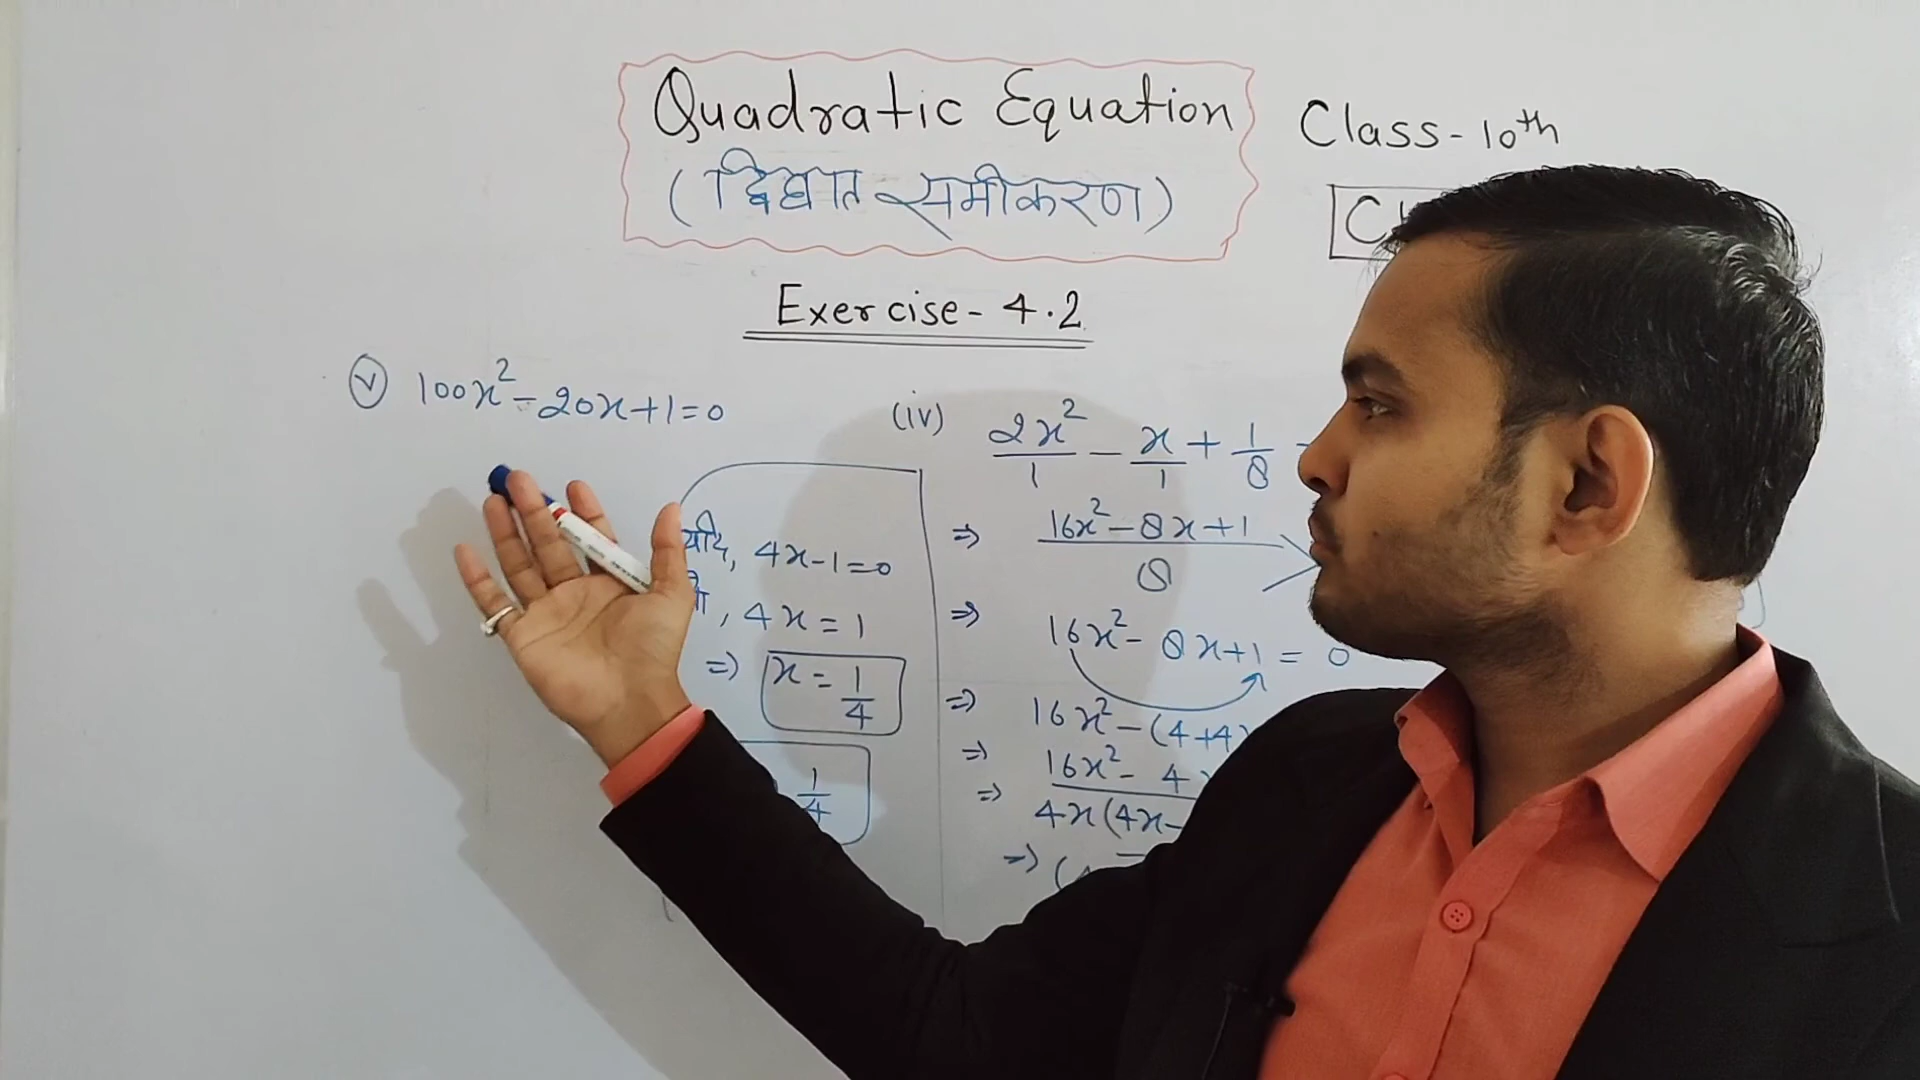 Quadratic Equation
(द्विघात समीकरण)
Class-10th
Exercise-4.2
(v) 100x²-20x+1=0
यदि, 4x-1=0
, 4x=1
=> x=1/4
1/4
(iv) 2x²/1 - x/1 + 1/8
=> 16x²-8x+1/8
=> 16x²-8x+1=0
=> 16x²-(4+4)
=> 16x²-4
=> 4x(4x-
=> (4